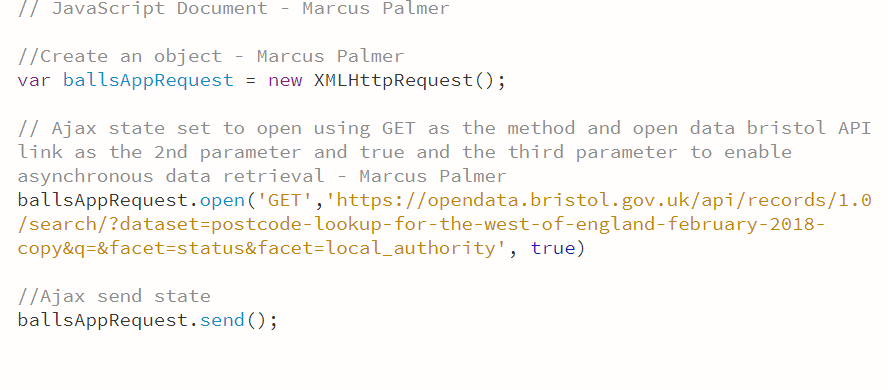 // JavaScript Document - Marcus Palmer
//Create an object - Marcus Palmer
var ballsAppRequest = new XMLHttpRequest();
// Ajax state set to open using GET as the method and open data bristol API
link as the 2nd parameter and true and the third parameter to enable
asynchronous data retrieval - Marcus Palmer
ballsAppRequest.open('GET','https://opendata.bristol.gov.uk/api/records/1.0
/search/?dataset=postcode-lookup-for-the-west-of-england-february-2018-
copy&q=&facet=status&facet=local_authority', true)
//Ajax send state
ballsAppRequest.send();